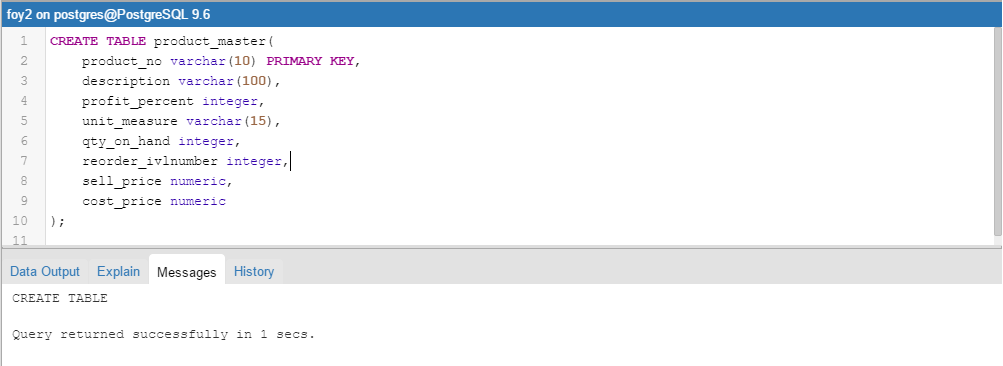 foy2 on postgres@PostgreSQL 9.6
1 CREATE TABLE product_master(
2 product_no varchar(10) PRIMARY KEY,
3 description varchar(100),
4 profit_percent integer,
5 unit_measure varchar(15),
6 qty_on_hand integer,
7 reorder_ivlnumber integer,
8 sell_price numeric,
9 cost_price numeric
10 );
11
Data Output Explain Messages History
CREATE TABLE
Query returned successfully in 1 secs.